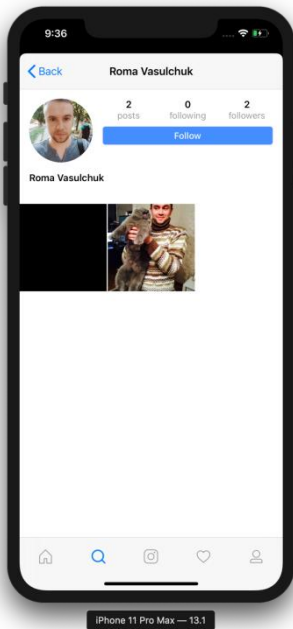 9:36
Back Roma Vasulchuk
2 0 2
posts following followers
Follow
Roma Vasulchuk
iPhone 11 Pro Max — 13.1